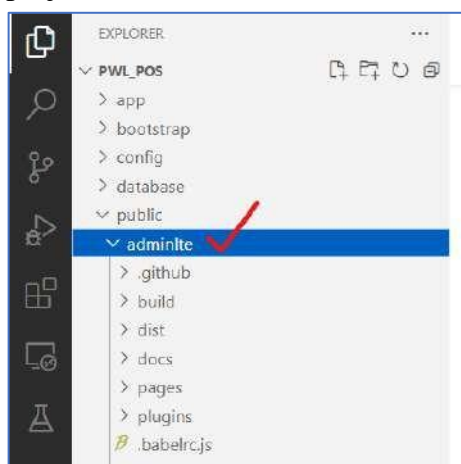 EXPLORER
PWL_POS
app
bootstrap
config
database
public
adminlte
.github
build
dist
docs
pages
plugins
.babelrc.js